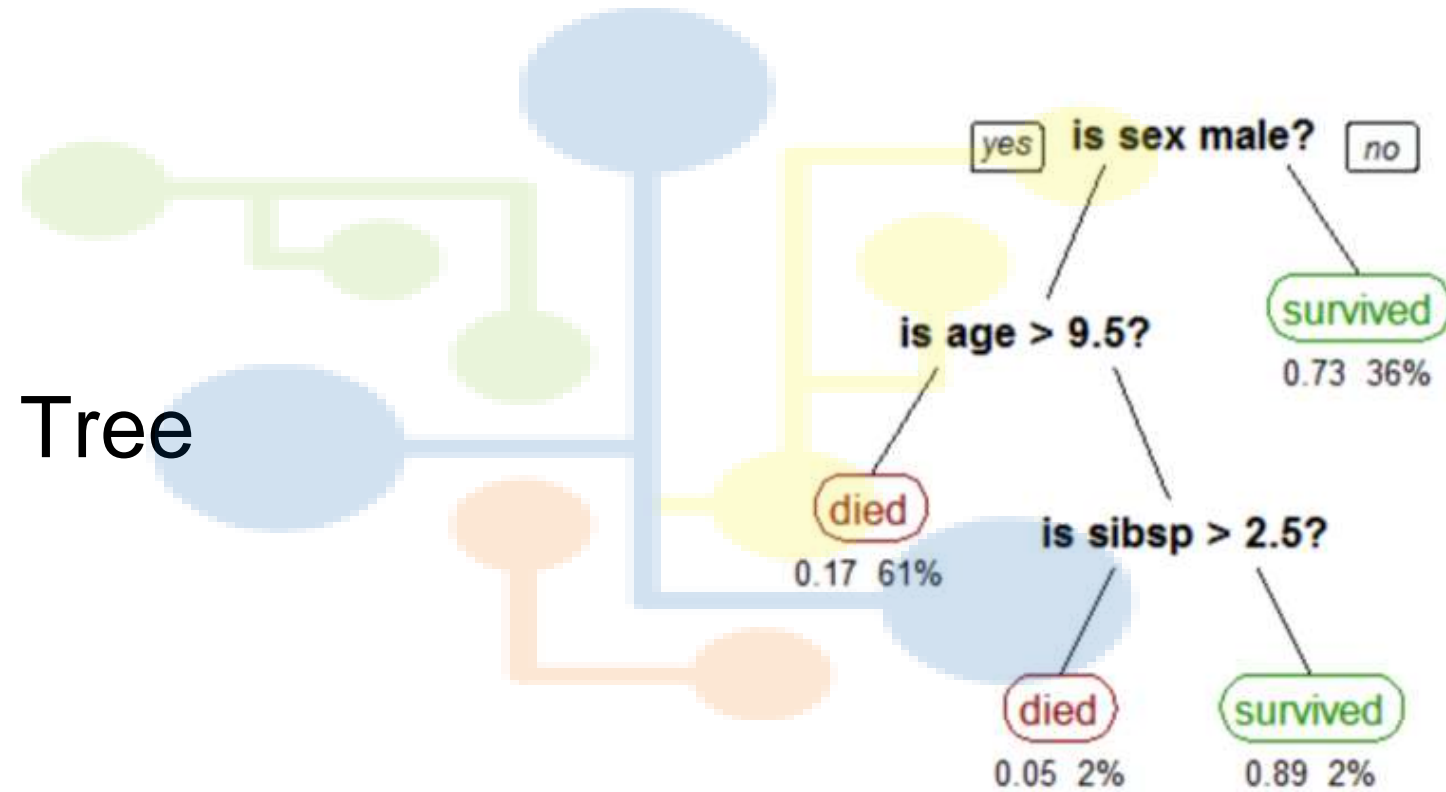 yes is sex male? no
survived
0.73 36%
is age > 9.5?
Tree
died
0.17 61%
is sibsp > 2.5?
died survived
0.05 2% 0.89 2%